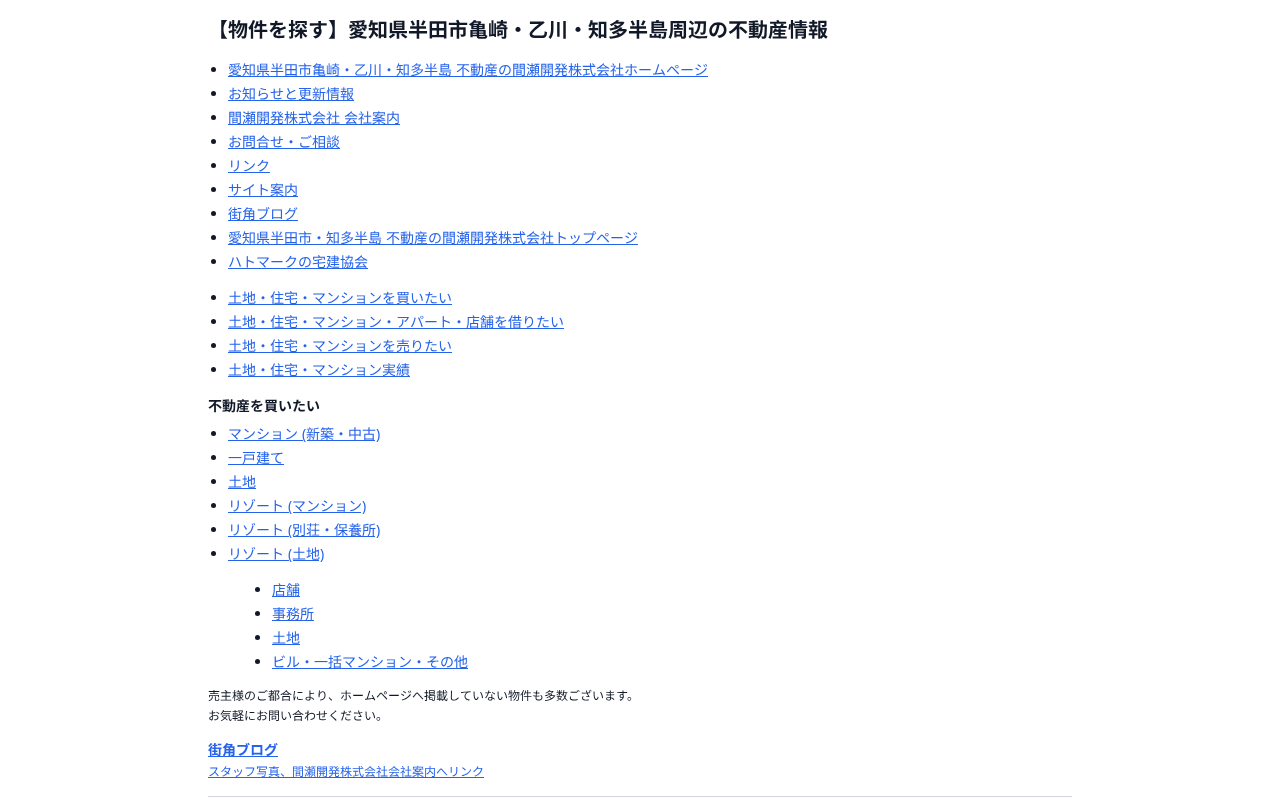 【物件を探す】愛知県半田市亀崎・乙川・知多半島周辺の不動産情報
愛知県半田市亀崎・乙川・知多半島 不動産の間瀬開発株式会社ホームページ
お知らせと更新情報
間瀬開発株式会社 会社案内
お問合せ・ご相談
リンク
サイト案内
街角ブログ
愛知県半田市・知多半島 不動産の間瀬開発株式会社トップページ
ハトマークの宅建協会
土地・住宅・マンションを買いたい
土地・住宅・マンション・アパート・店舗を借りたい
土地・住宅・マンションを売りたい
土地・住宅・マンション実績
不動産を買いたい
マンション (新築・中古)
一戸建て
土地
リゾート (マンション)
リゾート (別荘・保養所)
リゾート (土地)
店舗
事務所
土地
ビル・一括マンション・その他
売主様のご都合により、ホームページへ掲載していない物件も多数ございます。
お気軽にお問い合わせください。
街角ブログ
スタッフ写真、間瀬開発株式会社会社案内へリンク